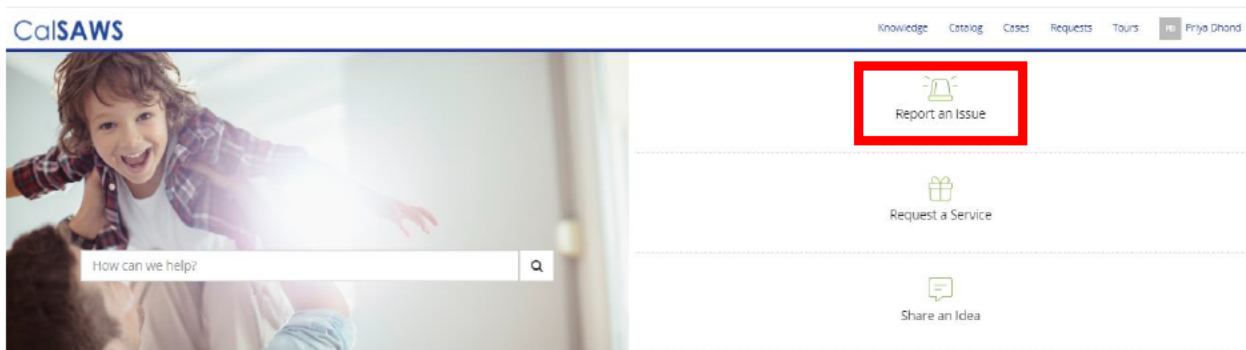 CalSAWS
Knowledge Catalog Cases Requests Tours PD Priya Dhond
Report an Issue
How can we help?
Request a Service
Share an Idea